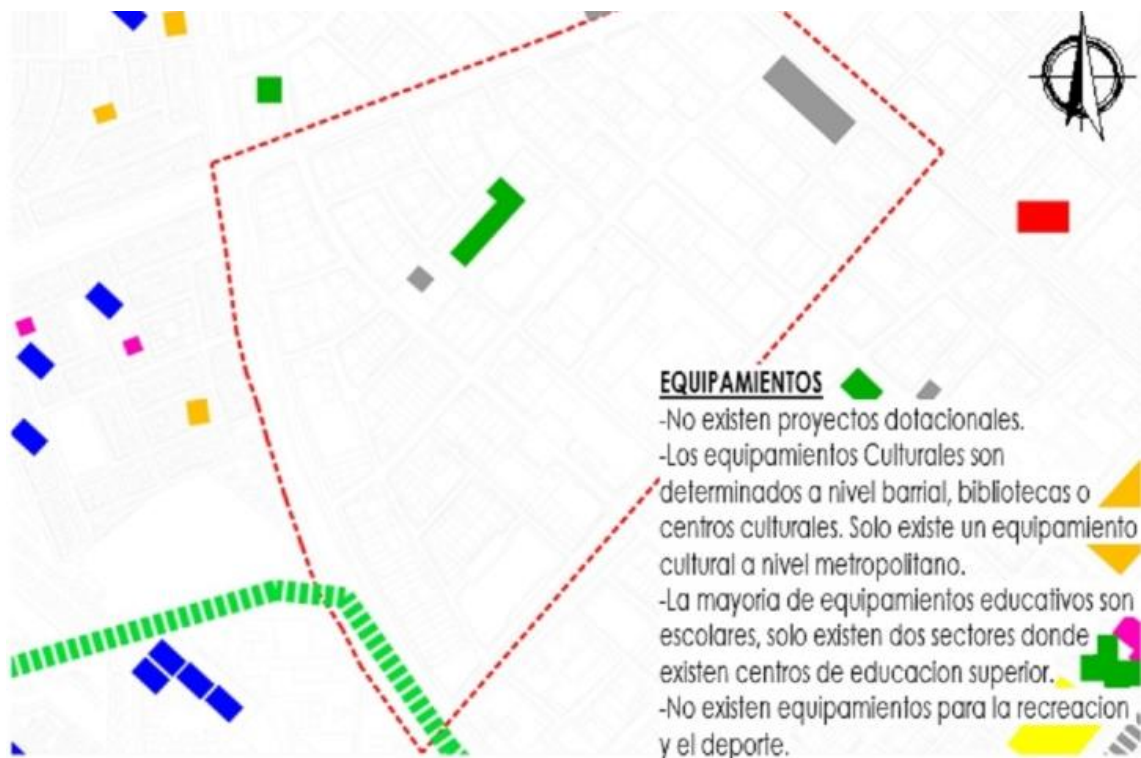 EQUIPAMIENTOS
-No existen proyectos dotacionales.
-Los equipamientos Culturales son
determinados a nivel barrial, bibliotecas o
centros culturales. Solo existe un equipamiento
cultural a nivel metropolitano.
-La mayoria de equipamientos educativos son
escolares, solo existen dos sectores donde
existen centros de educacion superior.
-No existen equipamientos para la recreacion
y el deporte.